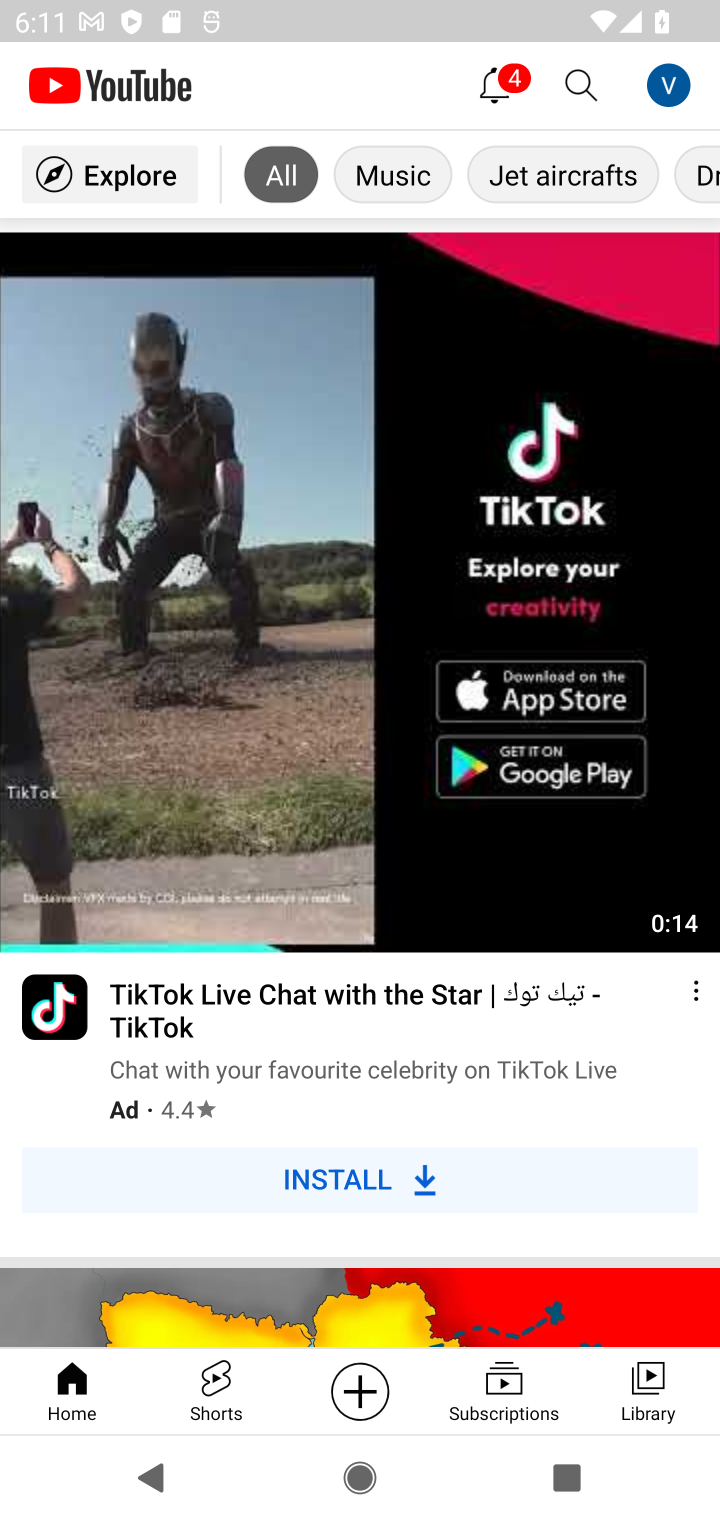 6:11
YouTube
4
V
Explore
All
Music
Jet aircrafts
Dr
TikTok
Explore your
creativity
Download on the
App Store
GET IT ON
Google Play
TikTok
Disclaimer: VFX made by CGI, please do not attempt in real life
0:14
TikTok Live Chat with the Star | تيك توك -
TikTok
Chat with your favourite celebrity on TikTok Live
Ad · 4.4★
INSTALL
Home
Shorts
Subscriptions
Library